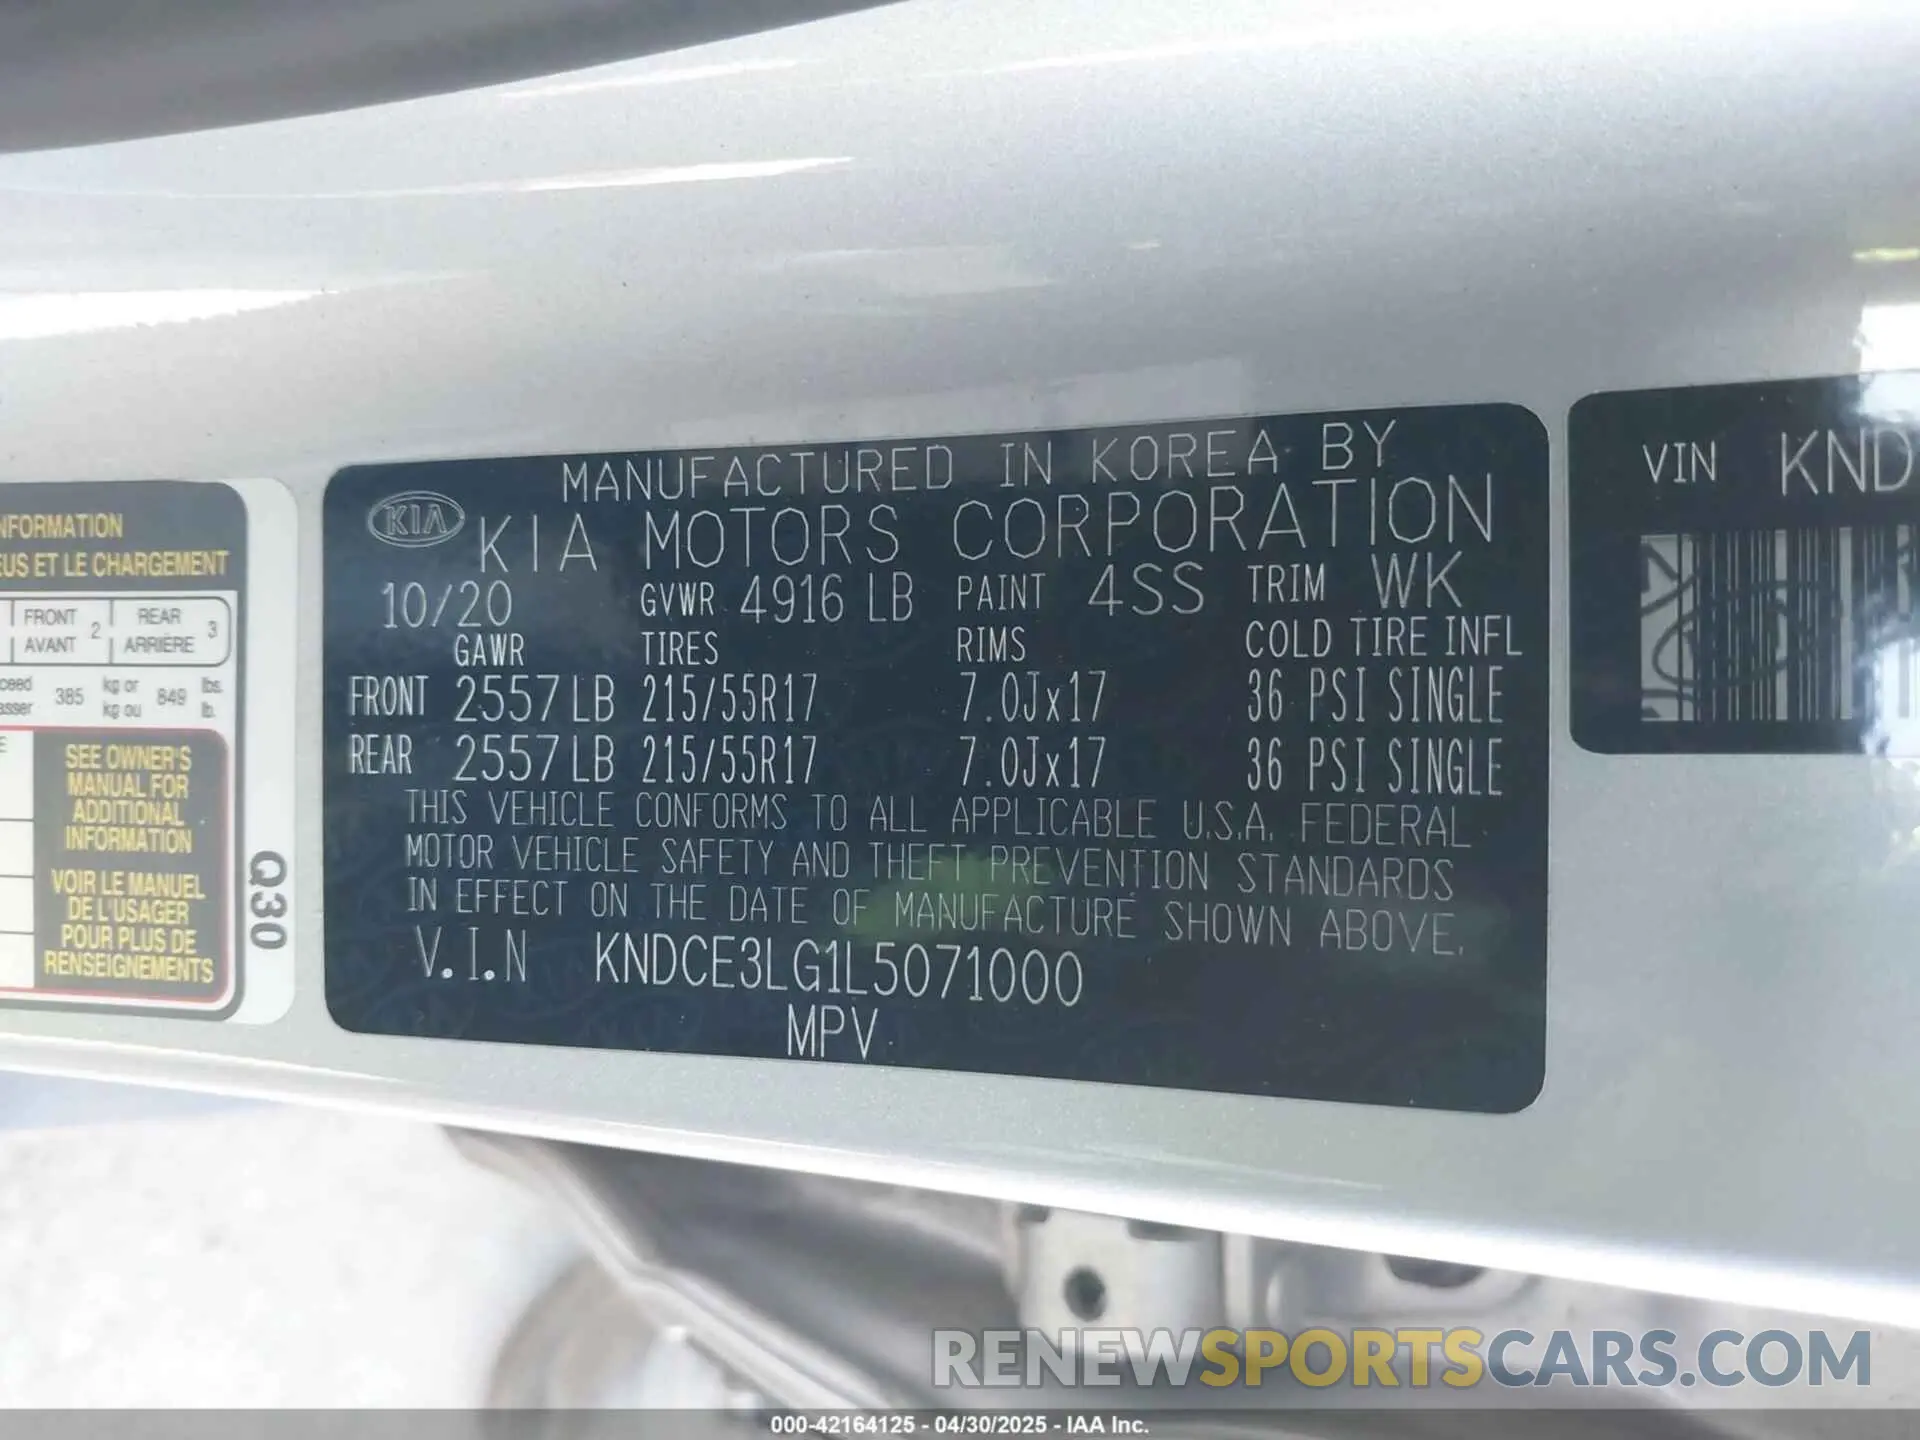 NFORMATION
EUS ET LE CHARGEMENT
FRONT 2 REAR 3
AVANT ARRIÈRE
ceed 385 kg or 849 lbs.
asser kg ou lb.
E
SEE OWNER'S
MANUAL FOR
ADDITIONAL
INFORMATION
VOIR LE MANUEL
DE L'USAGER
POUR PLUS DE
RENSEIGNEMENTS
Q30
MANUFACTURED IN KOREA BY
KIA KIA MOTORS CORPORATION
10/20 GVWR 4916 LB PAINT 4SS TRIM WK
GAWR TIRES RIMS COLD TIRE INFL
FRONT 2557 LB 215/55R17 7.0Jx17 36 PSI SINGLE
REAR 2557 LB 215/55R17 7.0Jx17 36 PSI SINGLE
THIS VEHICLE CONFORMS TO ALL APPLICABLE U.S.A. FEDERAL
MOTOR VEHICLE SAFETY AND THEFT PREVENTION STANDARDS
IN EFFECT ON THE DATE OF MANUFACTURE SHOWN ABOVE.
V.I.N KNDCE3LG1L5071000
MPV
VIN KND
RENEWSPORTSCARS.COM
000-42164125 - 04/30/2025 - IAA Inc.